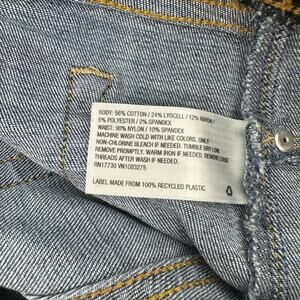 BODY: 56% COTTON / 24% LYOCELL / 12% RAYON /
6% POLYESTER / 2% SPANDEX
WAIST: 90% NYLON / 10% SPANDEX
MACHINE WASH COLD WITH LIKE COLORS. ONLY
NON-CHLORINE BLEACH IF NEEDED. TUMBLE DRY LOW.
REMOVE PROMPTLY. WARM IRON IF NEEDED. REMOVE LOOSE
THREADS AFTER WASH IF NEEDED.
RN17730 VN1083275
LABEL MADE FROM 100% RECYCLED PLASTIC